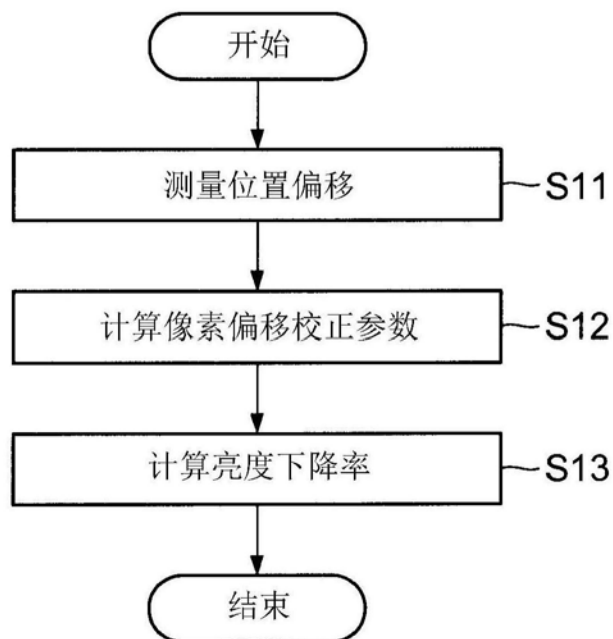 开始
测量位置偏移
S11
计算像素偏移校正参数
S12
计算亮度下降率
S13
结束